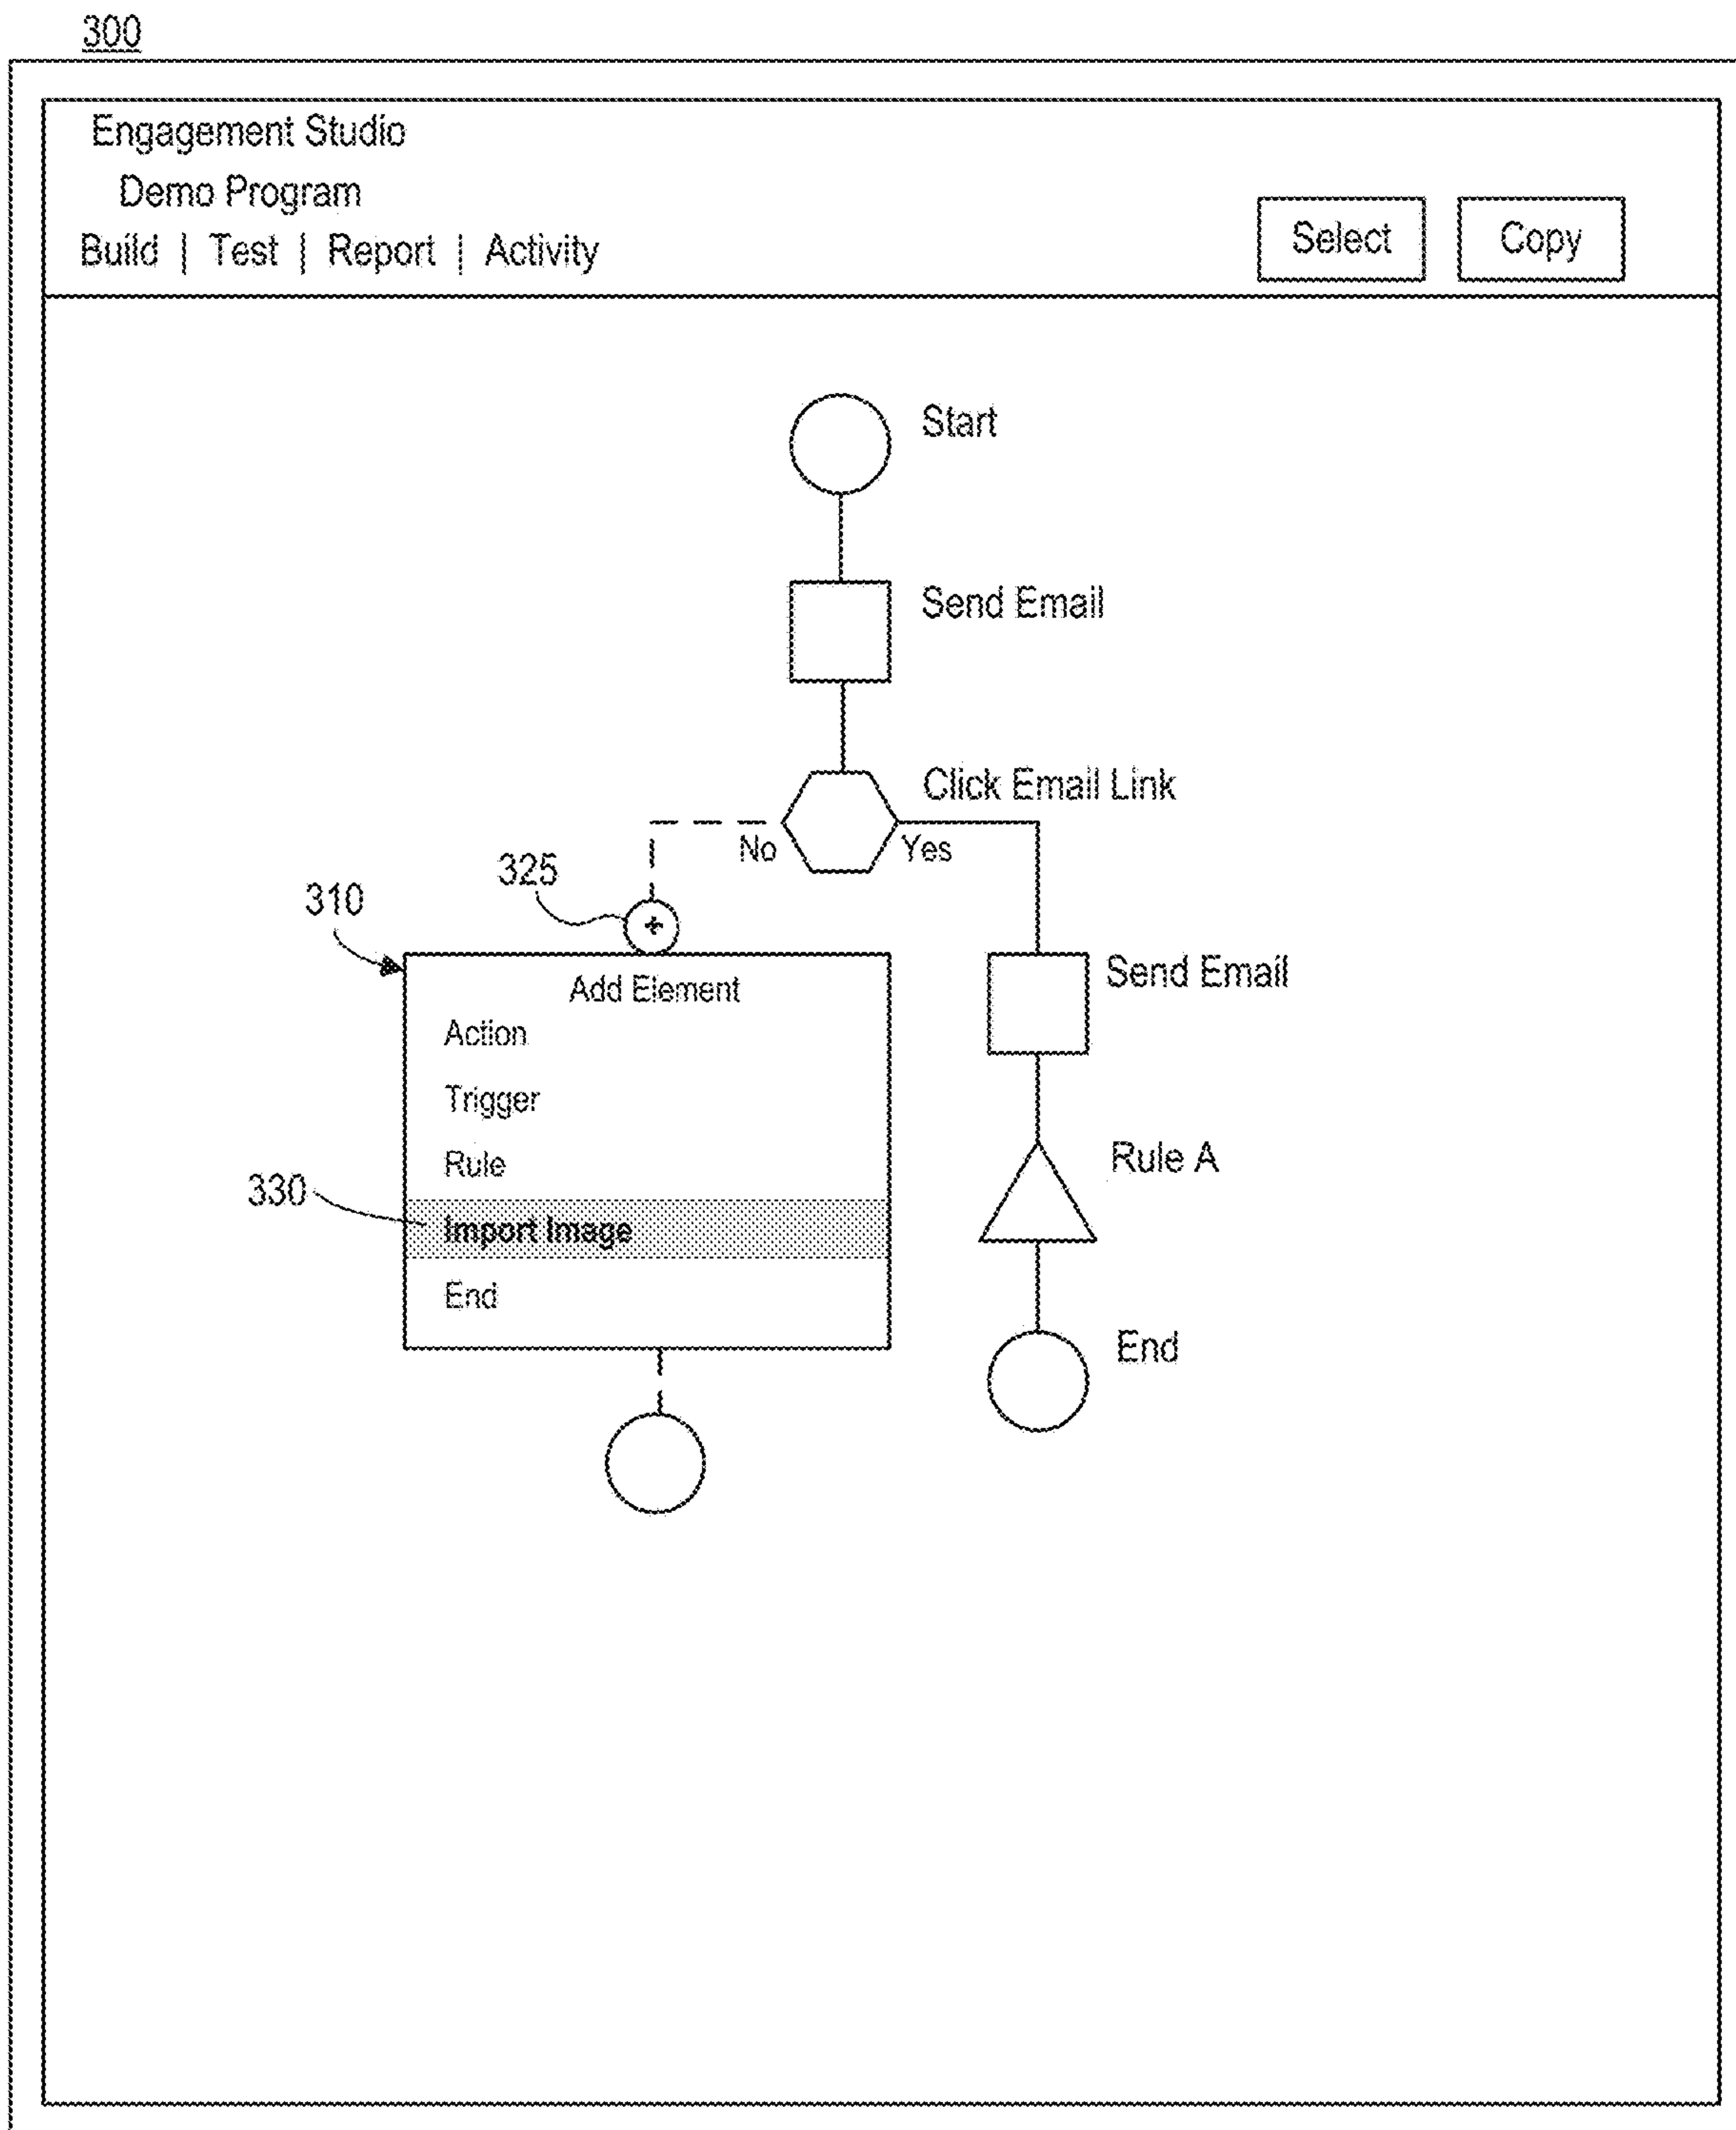 300
Engagement Studio
Demo Program
Build | Test | Report | Activity
Select
Copy
Start
Send Email
Click Email Link
No
Yes
325
310
+
Add Element
Action
Trigger
Rule
330
Import Image
End
Send Email
Rule A
End